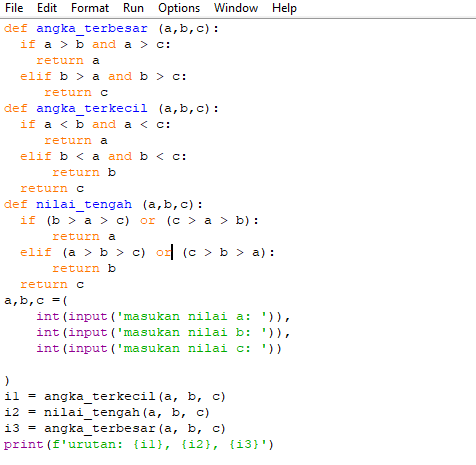 File Edit Format Run Options Window Help
def angka_terbesar (a,b,c):
  if a > b and a > c:
    return a
  elif b > a and b > c:
     return c
def angka_terkecil (a,b,c):
  if a < b and a < c:
     return a
  elif b < a and b < c:
      return b
  return c
def nilai_tengah (a,b,c):
  if (b > a > c) or (c > a > b):
      return a
  elif (a > b > c) or (c > b > a):
      return b
  return c
a,b,c =(
    int(input('masukan nilai a: ')),
    int(input('masukan nilai b: ')),
    int(input('masukan nilai c: '))

)
i1 = angka_terkecil(a, b, c)
i2 = nilai_tengah(a, b, c)
i3 = angka_terbesar(a, b, c)
print(f'urutan: {i1}, {i2}, {i3}')